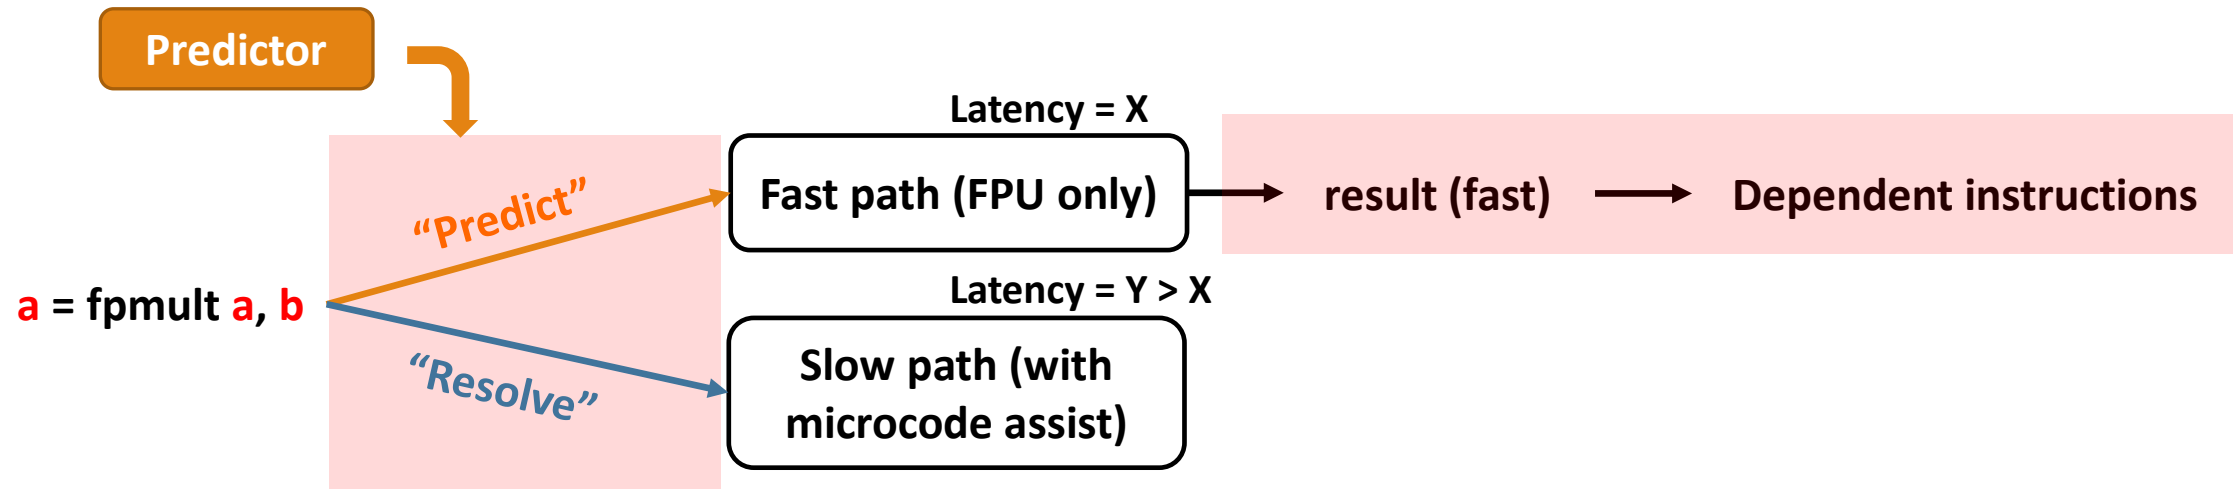 Predictor
Latency = X
"Predict"
Fast path (FPU only)
result (fast)
Dependent instructions
a = fpmult a, b
Latency = Y > X
"Resolve"
Slow path (with
microcode assist)